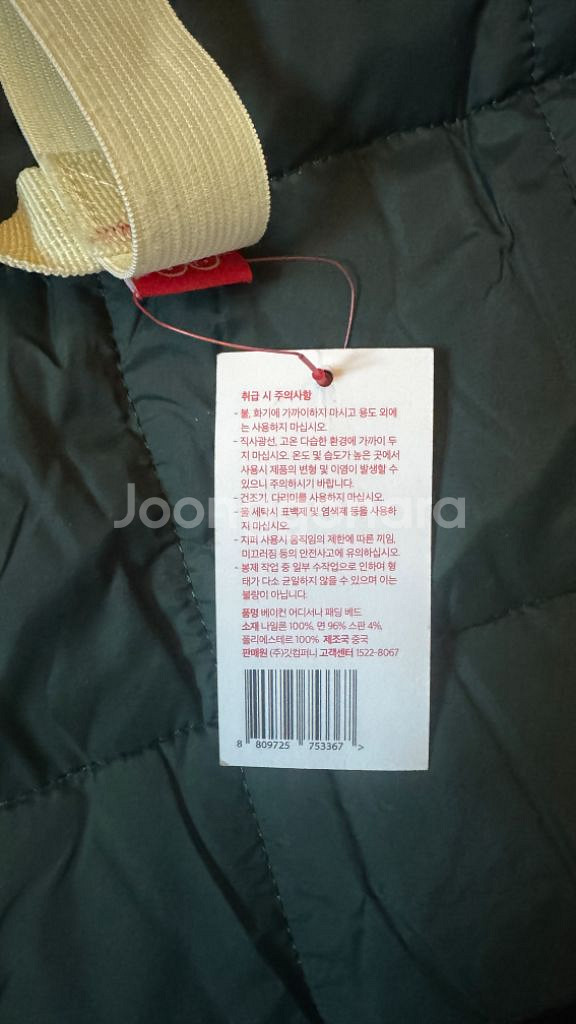 취급 시 주의사항
- 불, 화기에 가까이하지 마시고 용도 외에
는 사용하지 마십시오.
- 직사광선, 고온 다습한 환경에 가까이 두
지 마십시오. 온도 및 습도가 높은 곳에서
사용시 제품의 변형 및 이염이 발생할 수
있으니 주의하시기 바랍니다.
- 건조기, 다리미를 사용하지 마십시오.
- 물 세탁시 표백제 및 염색제 등을 사용하
지 마십시오.
- 지퍼 사용시 움직임의 제한에 따른 끼임,
미끄러짐 등의 안전사고에 유의하십시오.
- 봉제 작업 중 일부 수작업으로 인하여 형
태가 다소 균일하지 않을 수 있으며 이는
불량이 아닙니다.
품명 베이컨 어디서나 패딩 베드
소재 나일론 100%, 면 96% 스판 4%,
폴리에스테르 100% 제조국 중국
판매원 (주)깃컴퍼니 고객센터 1522-8067
8 809725 753367 >
Joonggonara